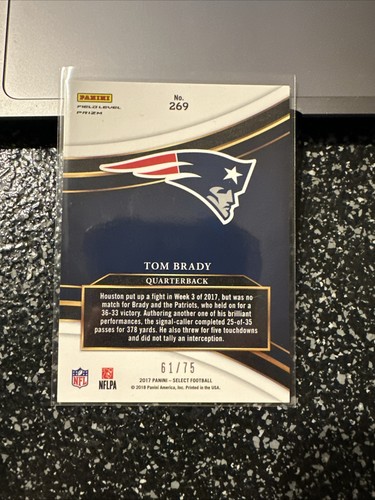 PANINI
FIELD LEVEL
PRIZM
No.
269
TOM BRADY
QUARTERBACK
Houston put up a fight in Week 3 of 2017, but was no
match for Brady and the Patriots, who held on for a
36-33 victory. Authoring another one of his brilliant
performances, the signal-caller completed 25-of-35
passes for 378 yards. He also threw for five touchdowns
and did not tally an interception.
61/75
NFL
NFLPA
2017 PANINI – SELECT FOOTBALL
© 2018 Panini America, Inc. Printed in the USA.